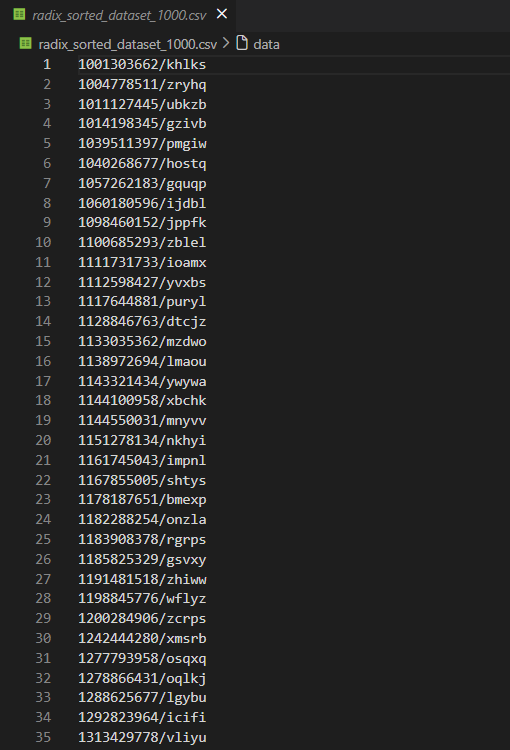 radix_sorted_dataset_1000.csv
radix_sorted_dataset_1000.csv > data
1 1001303662/khlks
2 1004778511/zryhq
3 1011127445/ubkzb
4 1014198345/gzivb
5 1039511397/pmgiw
6 1040268677/hostq
7 1057262183/gquqp
8 1060180596/ijdbl
9 1098460152/jppfk
10 1100685293/zblel
11 1111731733/ioamx
12 1112598427/yvxbs
13 1117644881/puryl
14 1128846763/dtcjz
15 1133035362/mzdwo
16 1138972694/lmaou
17 1143321434/ywywa
18 1144100958/xbchk
19 1144550031/mnyvv
20 1151278134/nkhyi
21 1161745043/impnl
22 1167855005/shtys
23 1178187651/bmexp
24 1182288254/onzla
25 1183908378/rgrps
26 1185825329/gsvxy
27 1191481518/zhiww
28 1198845776/wflyz
29 1200284906/zcrps
30 1242444280/xmsrb
31 1277793958/osqxq
32 1278866431/oqlkj
33 1288625677/lgybu
34 1292823964/icifi
35 1313429778/vliyu